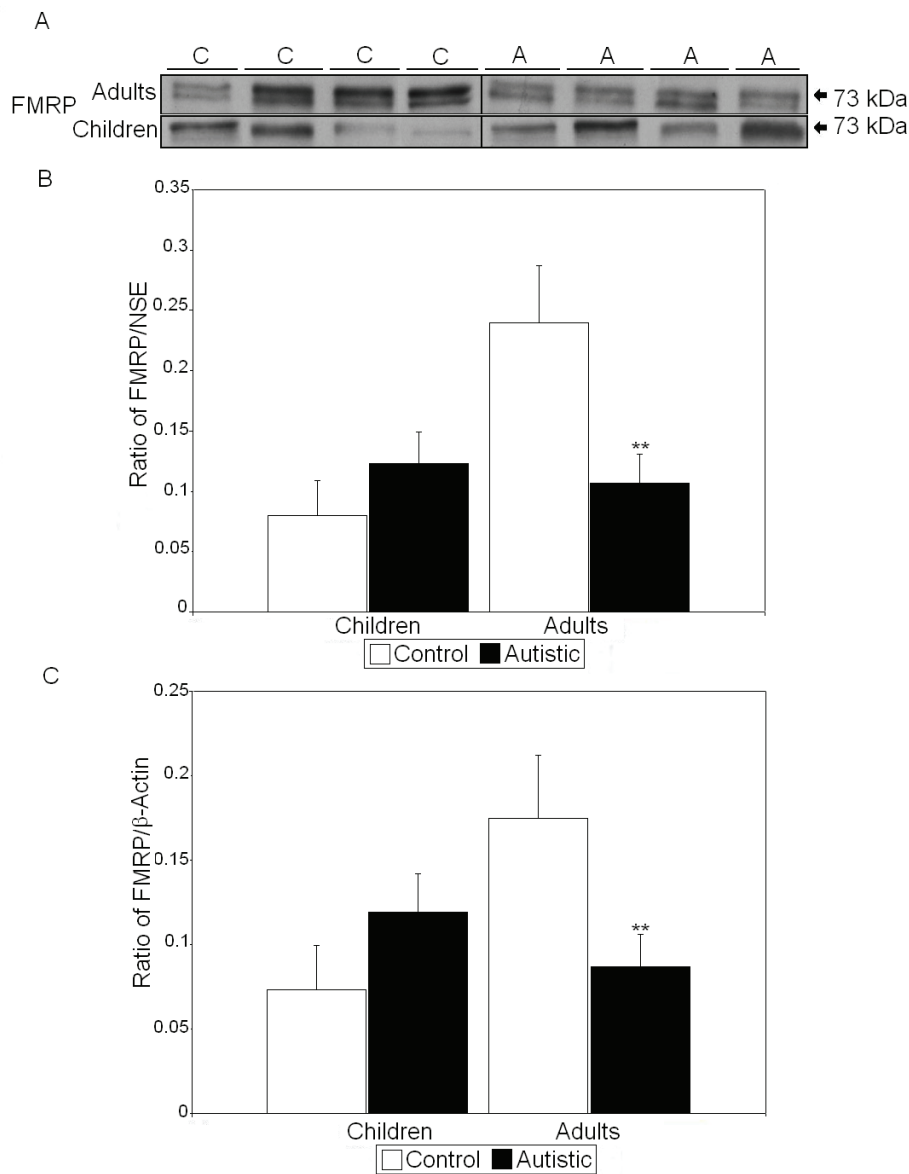 A
C C C C A A A A
FMRP
Adults 73 kDa
Children 73 kDa
B
0.35
0.3
0.25
0.2
0.15
0.1
0.05
0
Ratio of FMRP/NSE
**
Children Adults
Control Autistic
C
0.25
0.2
0.15
0.1
0.05
0
Ratio of FMRP/β-Actin
**
Children Adults
Control Autistic